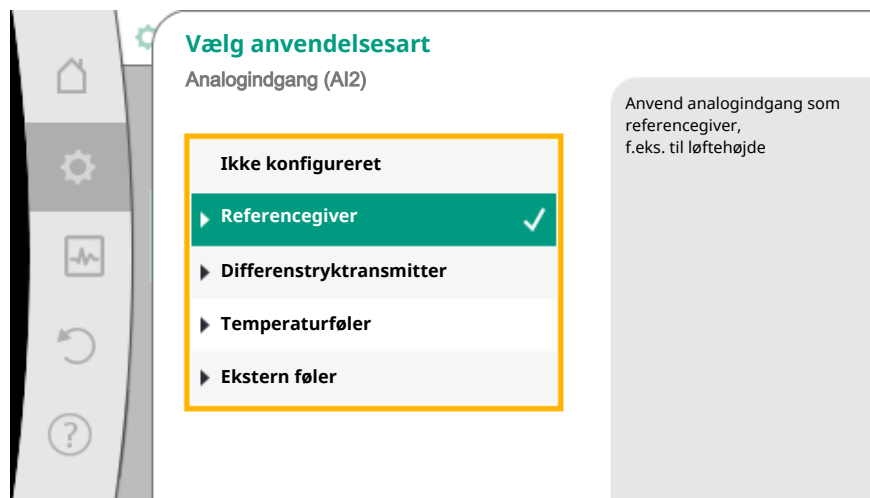 Vælg anvendelsesart
Analogindgang (AI2)
Ikke konfigureret
Referencegiver
Differenstryktransmitter
Temperaturføler
Ekstern føler
Anvend analogindgang som
referencegiver,
f.eks. til løftehøjde
?